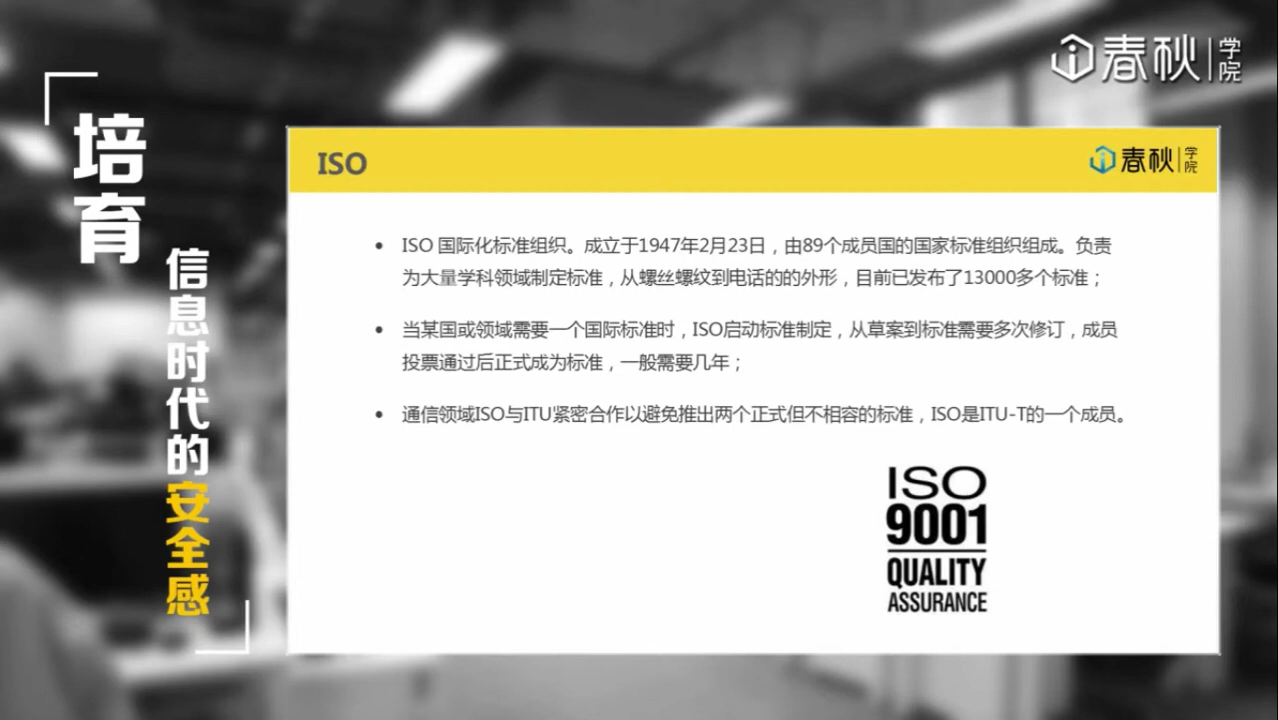 春秋学院
培育
信息时代的安全感
ISO
春秋学院
• ISO 国际化标准组织。成立于1947年2月23日，由89个成员国的国家标准组织组成。负责
为大量学科领域制定标准，从螺丝螺纹到电话的的外形，目前已发布了13000多个标准；
• 当某国或领域需要一个国际标准时，ISO启动标准制定，从草案到标准需要多次修订，成员
投票通过后正式成为标准，一般需要几年；
• 通信领域ISO与ITU紧密合作以避免推出两个正式但不相容的标准，ISO是ITU-T的一个成员。
ISO
9001
QUALITY
ASSURANCE